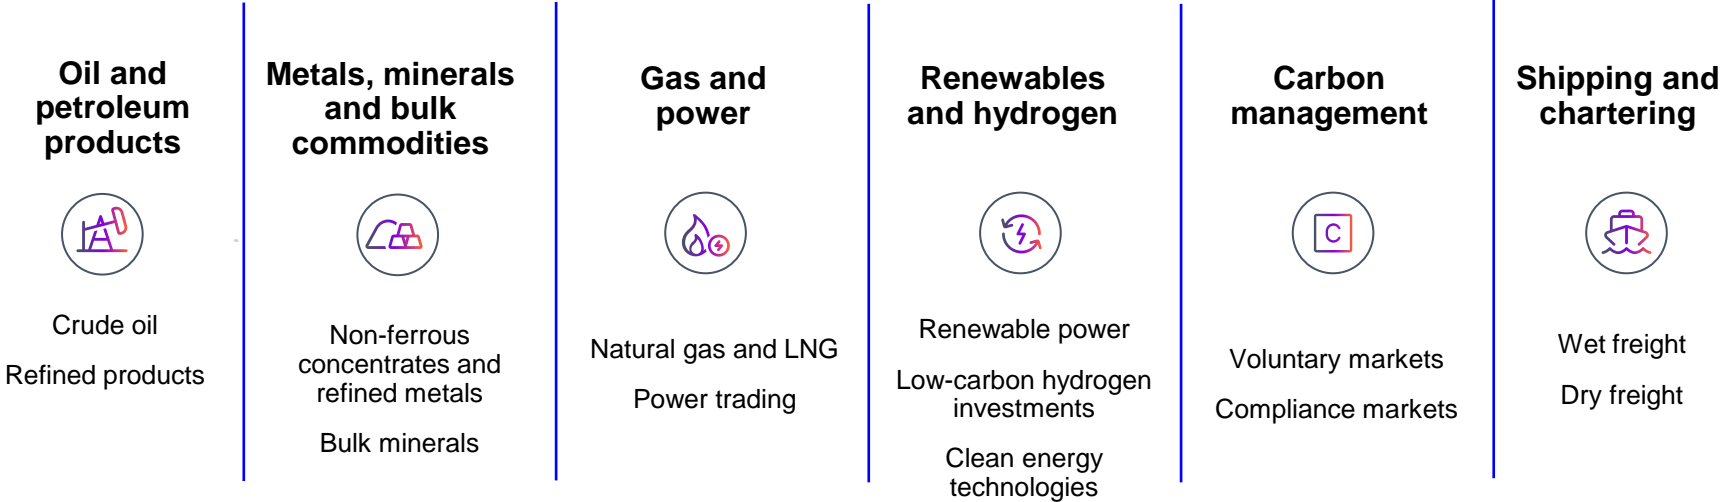 Oil and
petroleum
products
Crude oil
Refined products
Metals, minerals
and bulk
commodities
Non-ferrous
concentrates and
refined metals
Bulk minerals
Gas and
power
Natural gas and LNG
Power trading
Renewables
and hydrogen
Renewable power
Low-carbon hydrogen
investments
Clean energy
technologies
Carbon
management
C
Voluntary markets
Compliance markets
Shipping and
chartering
Wet freight
Dry freight